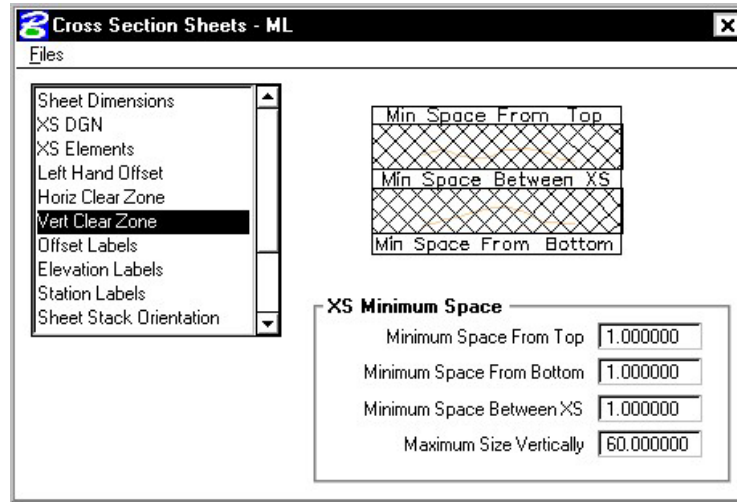 Cross Section Sheets - ML
Files
Sheet Dimensions
XS DGN
XS Elements
Left Hand Offset
Horiz Clear Zone
Vert Clear Zone
Offset Labels
Elevation Labels
Station Labels
Sheet Stack Orientation
Min Space From Top
Min Space Between XS
Min Space From Bottom
XS Minimum Space
Minimum Space From Top 1.000000
Minimum Space From Bottom 1.000000
Minimum Space Between XS 1.000000
Maximum Size Vertically 60.000000